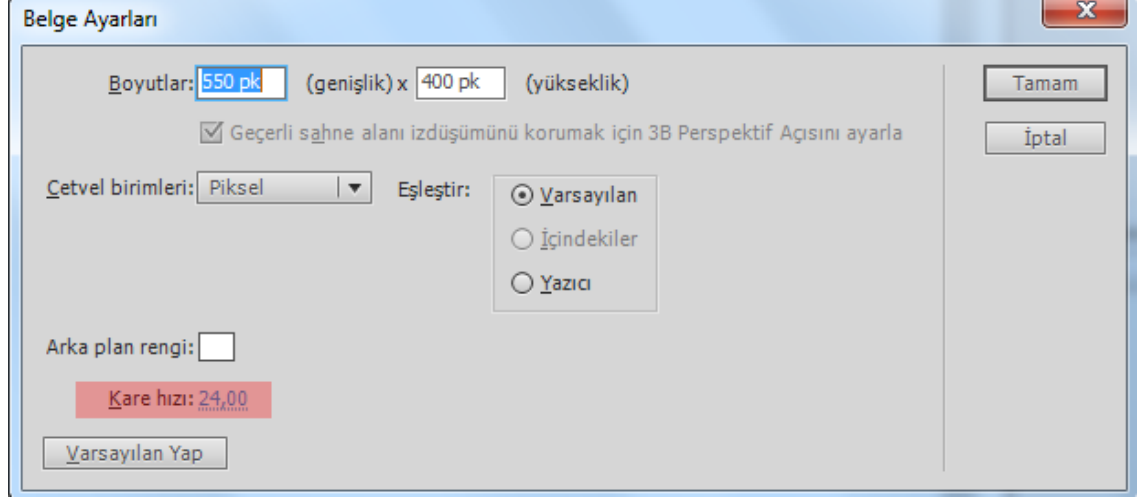 Belge Ayarları
Boyutlar: 550 pk (genişlik) x 400 pk (yükseklik)
Tamam
Geçerli sahne alanı izdüşümünü korumak için 3B Perspektif Açısını ayarla
İptal
Cetvel birimleri: Piksel Eşleştir: Varsayılan
İçindekiler
Yazıcı
Arka plan rengi:
Kare hızı: 24,00
Varsayılan Yap